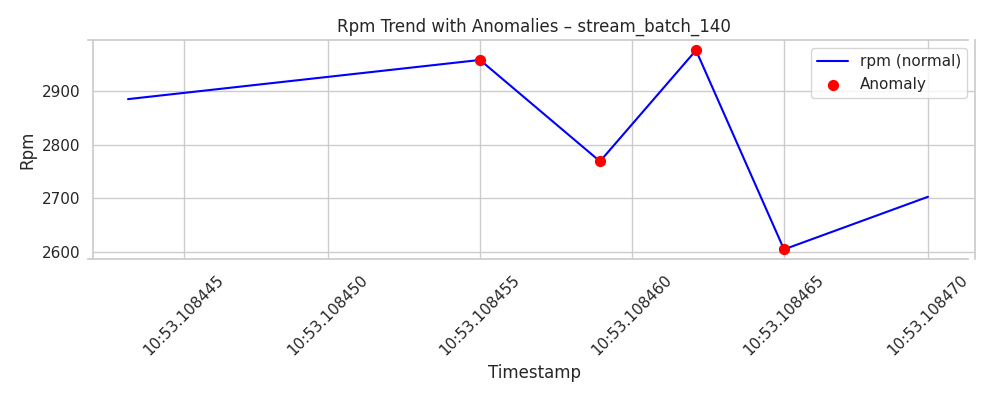 Rpm Trend with Anomalies – stream_batch_140
rpm (normal)
Anomaly
Rpm
2900
2800
2700
2600
10:53.108445
10:53.108450
10:53.108455
10:53.108460
10:53.108465
10:53.108470
Timestamp